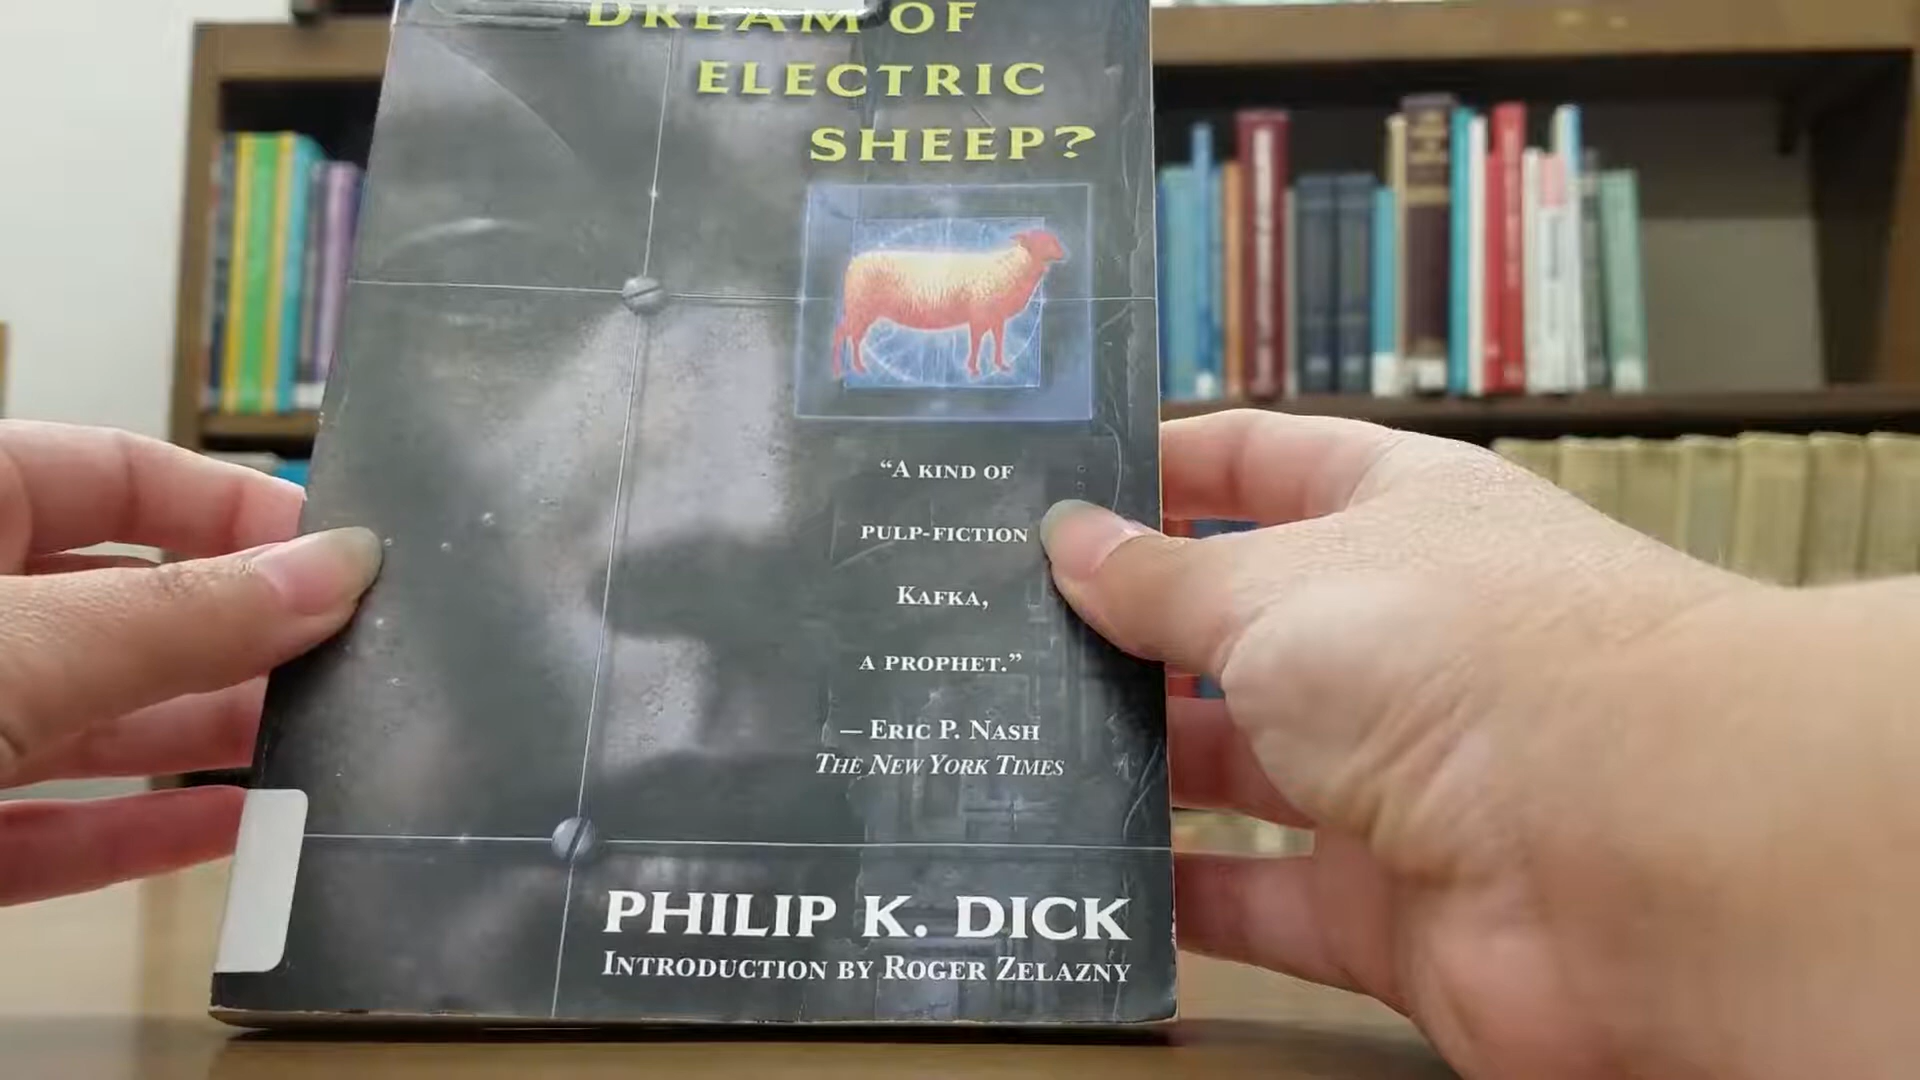 DREAM OF
ELECTRIC
SHEEP?
“A KIND OF
PULP-FICTION
KAFKA,
A PROPHET.”
— ERIC P. NASH
THE NEW YORK TIMES
PHILIP K. DICK
INTRODUCTION BY ROGER ZELAZNY